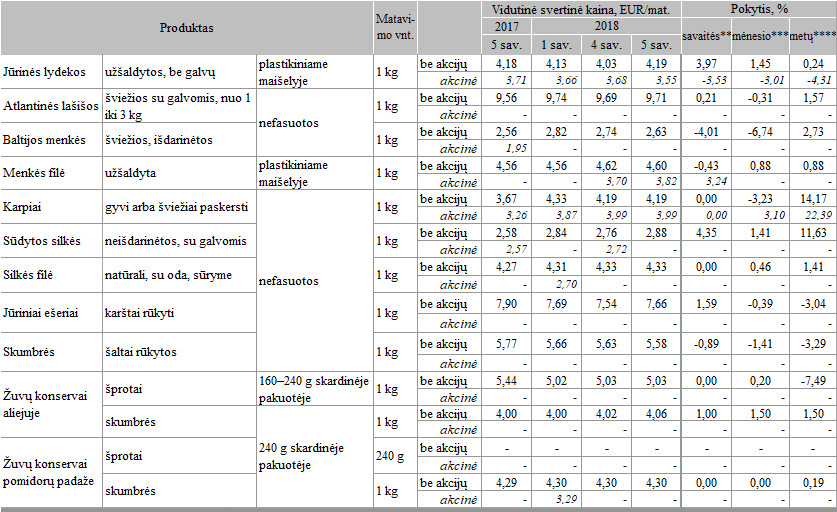 Produktas Matavimo vnt. Vidutinė svertinė kaina, EUR/mat. Pokytis, %
2017 2018 savaitės** mėnesio*** metų****
5 sav. 1 sav. 4 sav. 5 sav.
Jūrinės lydekos užšaldytos, be galvų plastikiniame maišelyje 1 kg be akcijų 4,18 4,13 4,03 4,19 3,97 1,45 0,24
akcinė 3,71 3,66 3,68 3,55 -3,53 -3,01 -4,31
Atlantinės lašišos šviežios su galvomis, nuo 1 iki 3 kg nefasuotos 1 kg be akcijų 9,56 9,74 9,69 9,71 0,21 -0,31 1,57
akcinė - - - - - - -
Baltijos menkės šviežios, išdarinėtos 1 kg be akcijų 2,56 2,82 2,74 2,63 -4,01 -6,74 2,73
akcinė 1,95 - - - - - -
Menkės filė užšaldyta plastikiniame maišelyje 1 kg be akcijų 4,56 4,56 4,62 4,60 -0,43 0,88 0,88
akcinė - - 3,70 3,82 3,24 - -
Karpiai gyvi arba šviežiai paskersti nefasuotos 1 kg be akcijų 3,67 4,33 4,19 4,19 0,00 -3,23 14,17
akcinė 3,26 3,87 3,99 3,99 0,00 3,10 22,39
Sūdytos silkės neišdarinėtos, su galvomis 1 kg be akcijų 2,58 2,84 2,76 2,88 4,35 1,41 11,63
akcinė 2,57 - 2,72 - - - -
Silkės filė natūrali, su oda, sūryme 1 kg be akcijų 4,27 4,31 4,33 4,33 0,00 0,46 1,41
akcinė - 2,70 - - - - -
Jūriniai ešeriai karštai rūkyti 1 kg be akcijų 7,90 7,69 7,54 7,66 1,59 -0,39 -3,04
akcinė - - - - - - -
Skumbrės šaltai rūkytos 1 kg be akcijų 5,77 5,66 5,63 5,58 -0,89 -1,41 -3,29
akcinė - - - - - - -
Žuvų konservai aliejuje šprotai 160–240 g skardinėje pakuotėje 1 kg be akcijų 5,44 5,02 5,03 5,03 0,00 0,20 -7,49
akcinė - - - - - - -
skumbrės 240 g skardinėje pakuotėje 1 kg be akcijų 4,00 4,00 4,02 4,06 1,00 1,50 1,50
akcinė - - - - - - -
Žuvų konservai pomidorų padaže šprotai 240 g be akcijų - - - - - - -
akcinė - - - - - - -
skumbrės 1 kg be akcijų 4,29 4,30 4,30 4,30 0,00 0,00 0,19
akcinė - 3,29 - - - - -